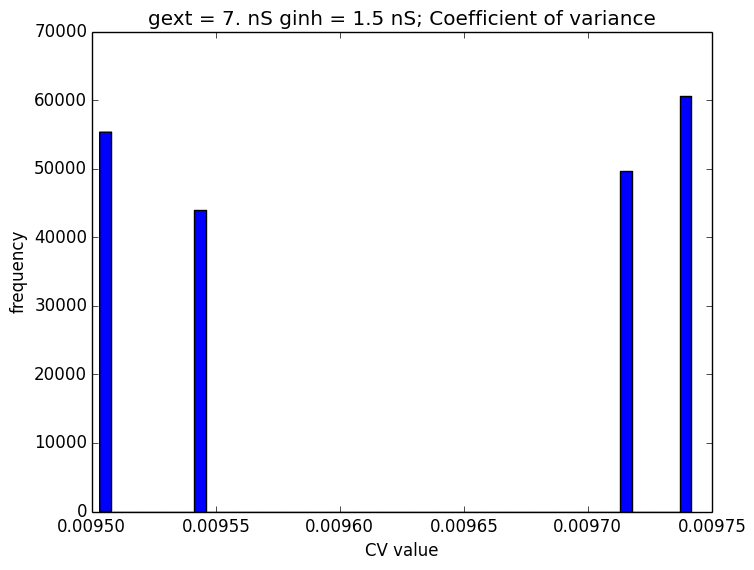 gext = 7. nS ginh = 1.5 nS; Coefficient of variance
70000
60000
50000
40000
30000
20000
10000
0
frequency
0.00950 0.00955 0.00960 0.00965 0.00970 0.00975
CV value